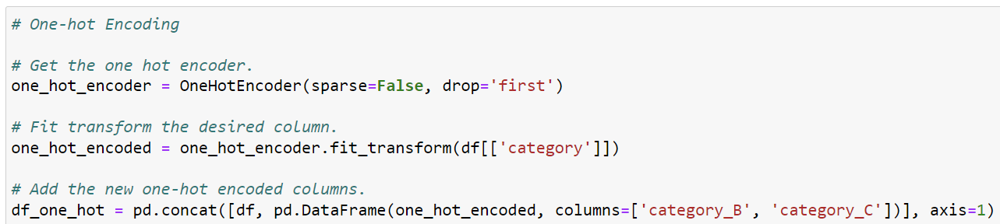 # One-hot Encoding
# Get the one hot encoder.
one_hot_encoder = OneHotEncoder(sparse=False, drop='first')
# Fit transform the desired column.
one_hot_encoded = one_hot_encoder.fit_transform(df[['category']])
# Add the new one-hot encoded columns.
df_one_hot = pd.concat([df, pd.DataFrame(one_hot_encoded, columns=['category_B', 'category_C'])], axis=1)